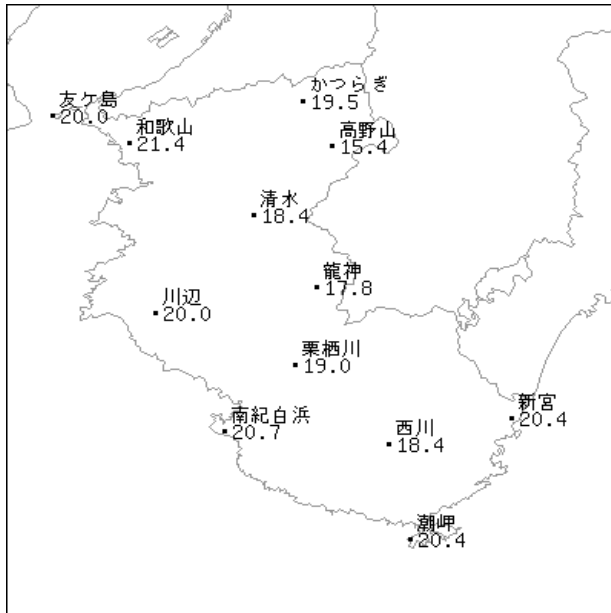 かつらぎ
19.5
友ケ島
20.0
和歌山
21.4
高野山
15.4
清水
18.4
龍神
17.8
川辺
20.0
栗栖川
19.0
新宮
20.4
南紀白浜
20.7
西川
18.4
潮岬
20.4